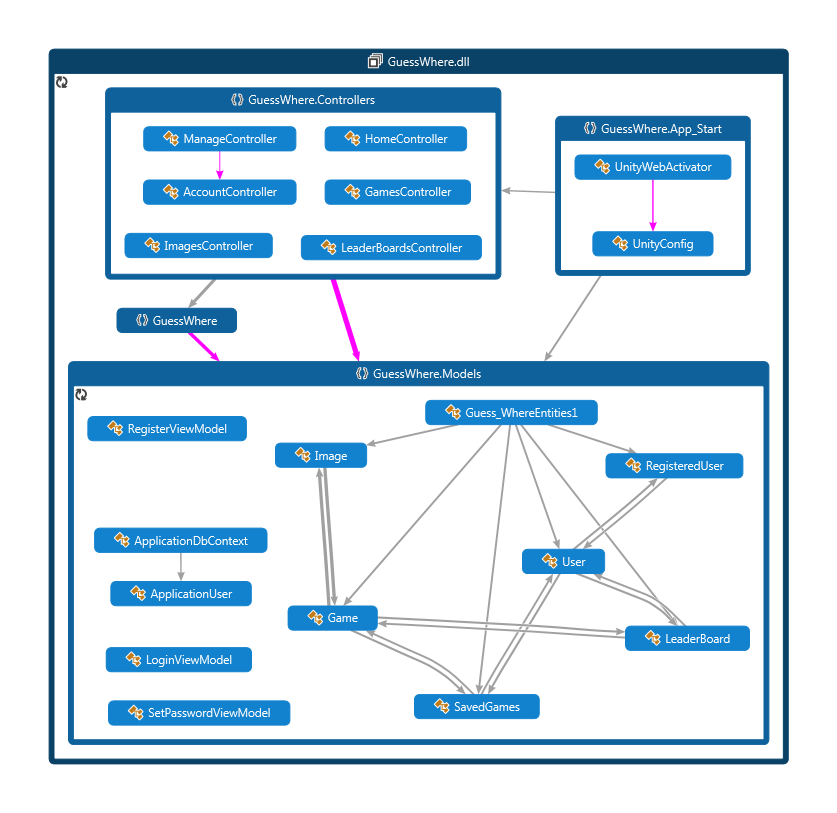 GuessWhere.dll
GuessWhere.Controllers
ManageController
HomeController
AccountController
GamesController
ImagesController
LeaderBoardsController
GuessWhere.App_Start
UnityWebActivator
UnityConfig
GuessWhere
GuessWhere.Models
Guess_WhereEntities1
RegisterViewModel
Image
RegisteredUser
ApplicationDbContext
User
ApplicationUser
Game
LeaderBoard
LoginViewModel
SavedGames
SetPasswordViewModel